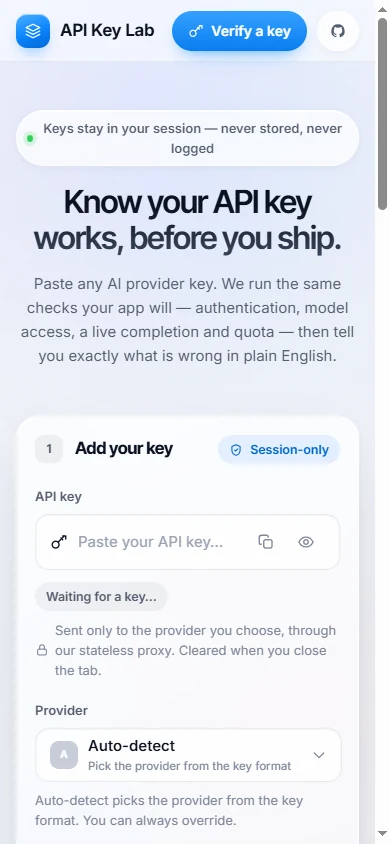 API Key Lab
Verify a key
Keys stay in your session — never stored, never
logged
Know your API key
works, before you ship.
Paste any AI provider key. We run the same
checks your app will — authentication, model
access, a live completion and quota — then tell
you exactly what is wrong in plain English.
1
Add your key
Session-only
API key
Paste your API key...
Waiting for a key...
Sent only to the provider you choose, through
our stateless proxy. Cleared when you close
the tab.
Provider
A
Auto-detect
Pick the provider from the key format
Auto-detect picks the provider from the key
format. You can always override.